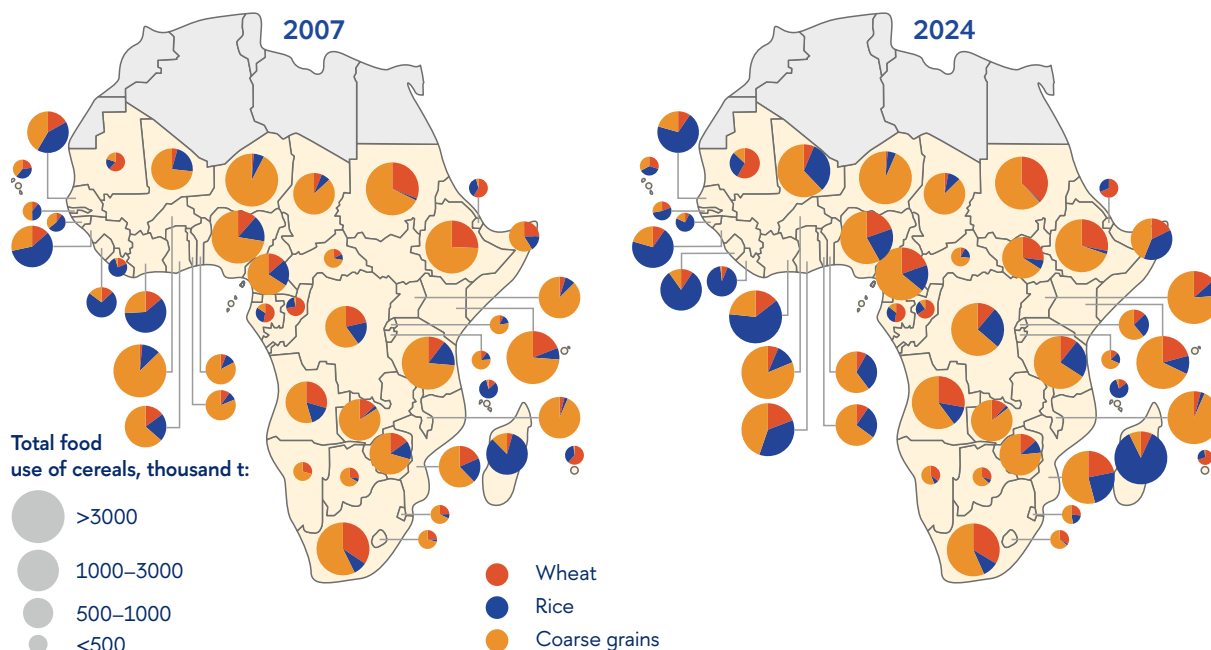 2007
2024
Total food
use of cereals, thousand t:
>3000
1000–3000
500–1000
<500
Wheat
Rice
Coarse grains